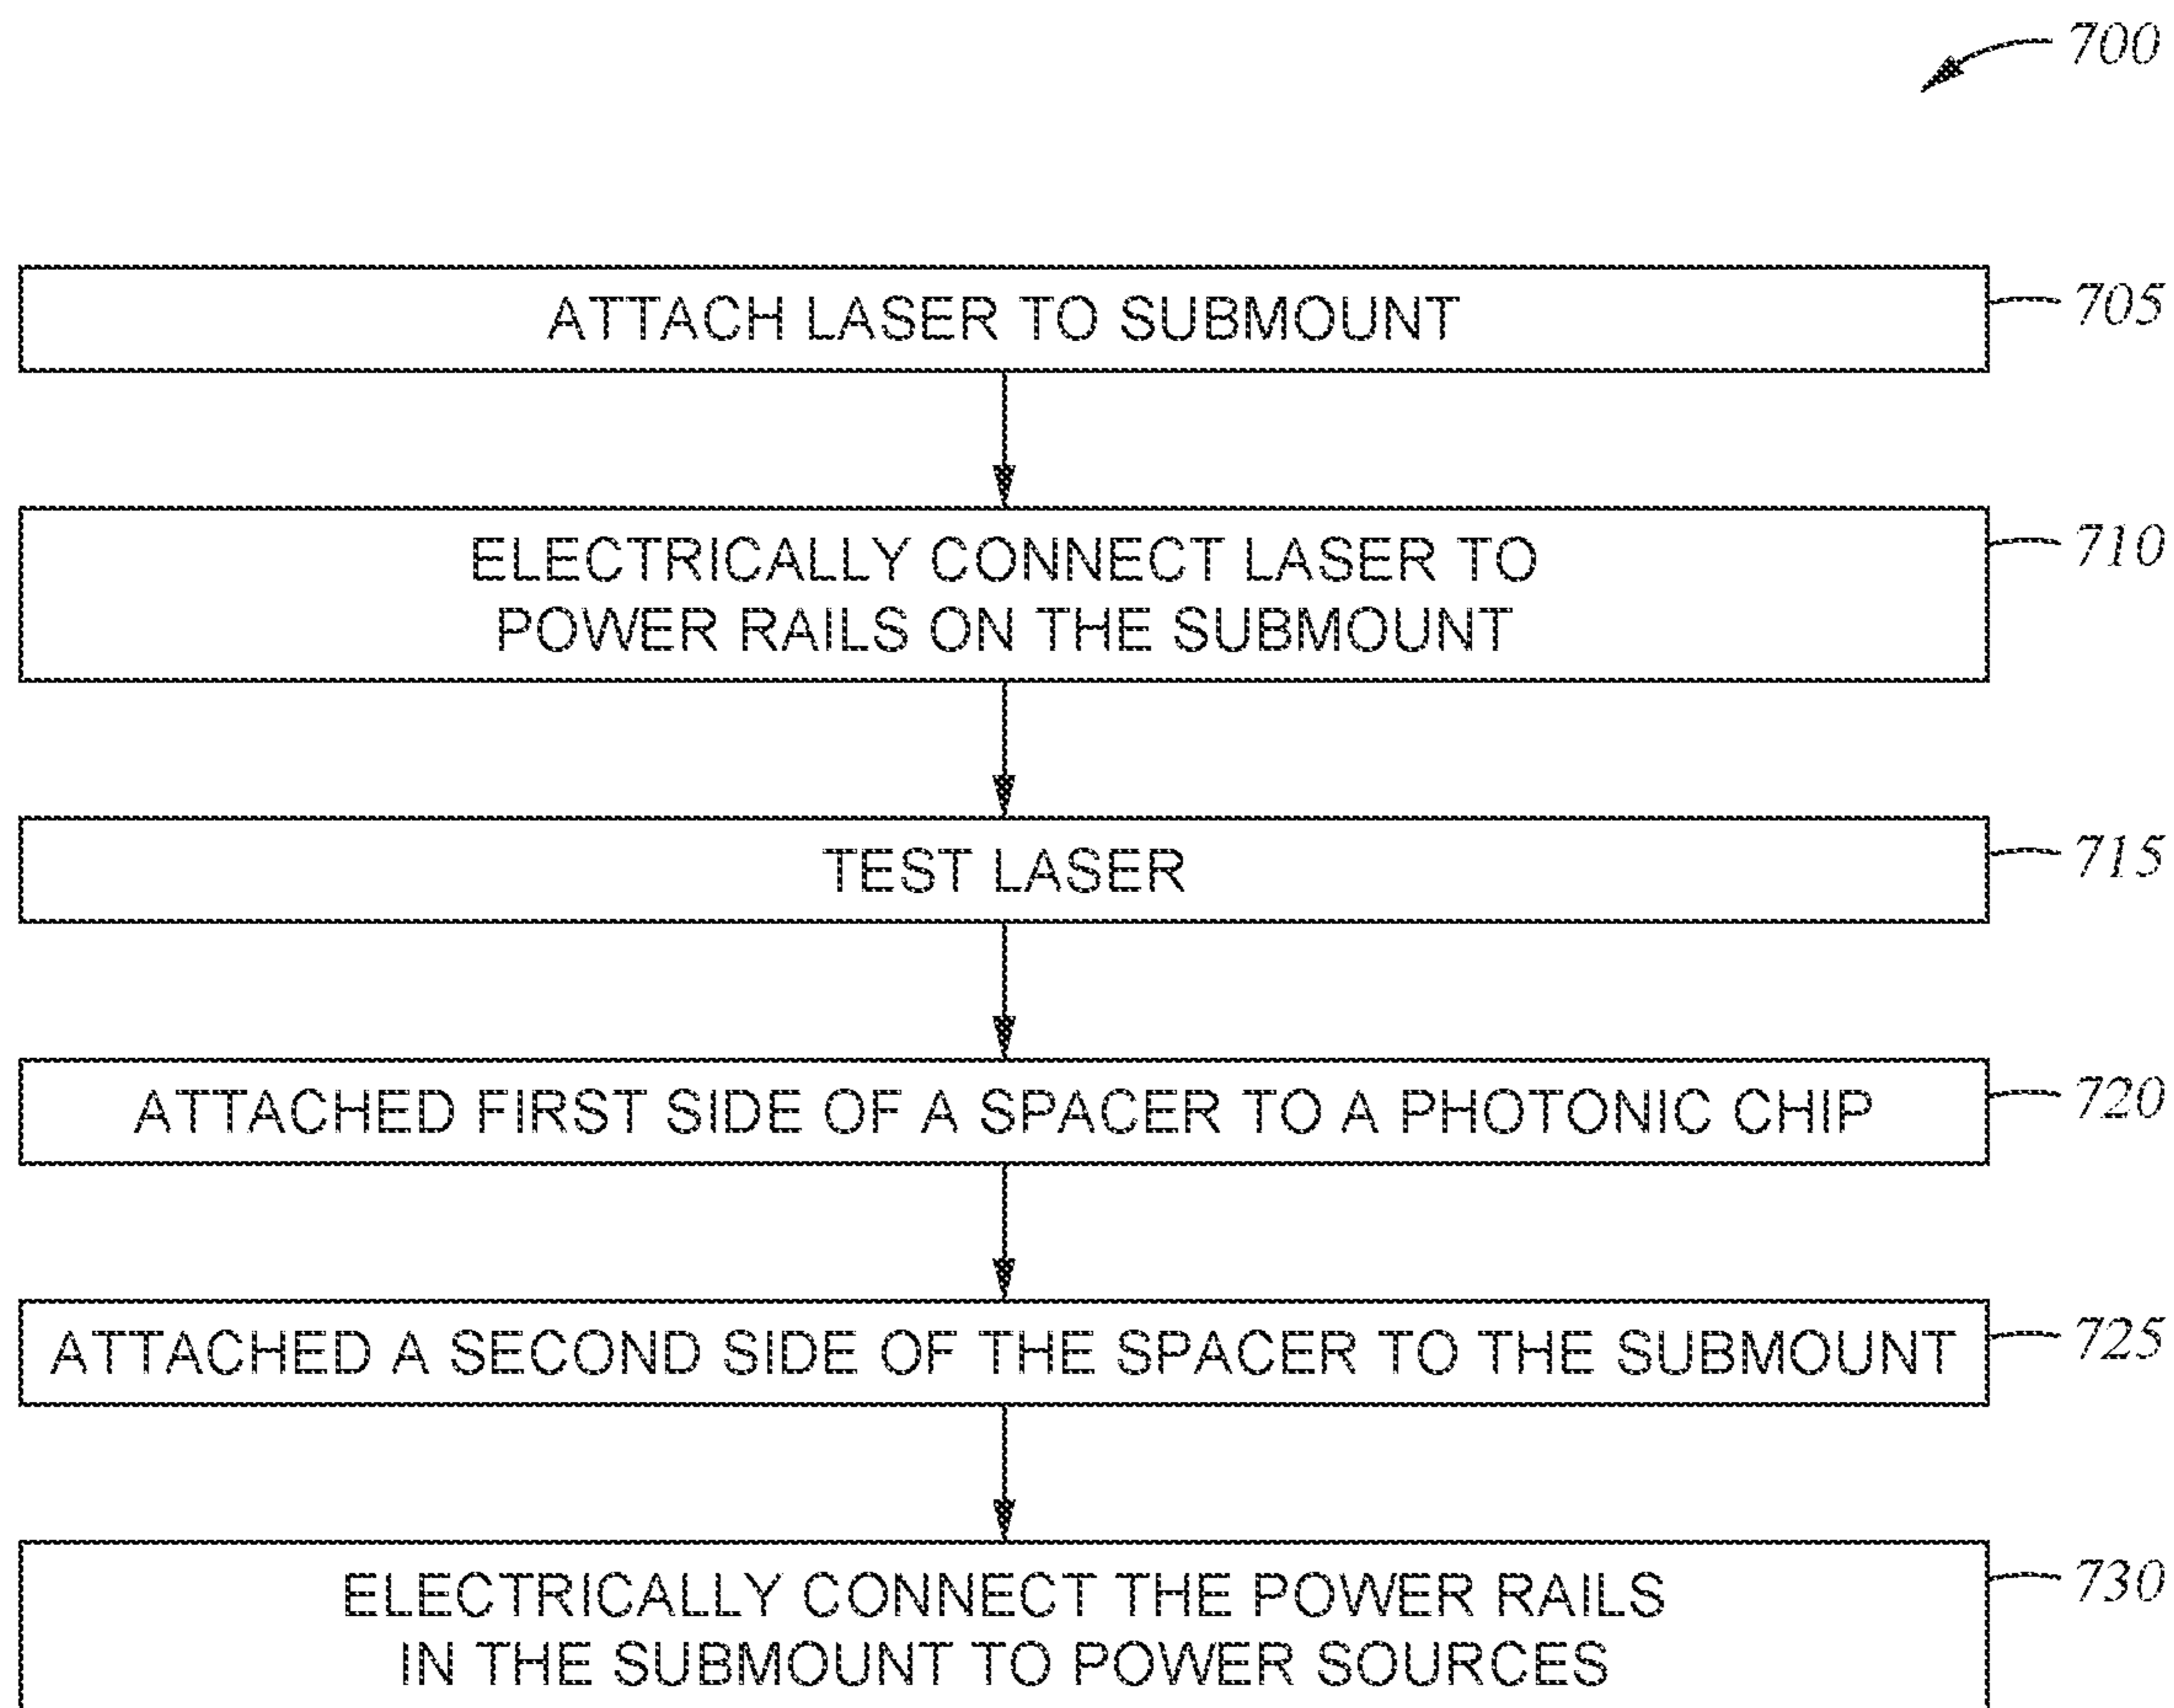 700
ATTACH LASER TO SUBMOUNT
705
ELECTRICALLY CONNECT LASER TO
POWER RAILS ON THE SUBMOUNT
710
TEST LASER
715
ATTACHED FIRST SIDE OF A SPACER TO A PHOTONIC CHIP
720
ATTACHED A SECOND SIDE OF THE SPACER TO THE SUBMOUNT
725
ELECTRICALLY CONNECT THE POWER RAILS
IN THE SUBMOUNT TO POWER SOURCES
730